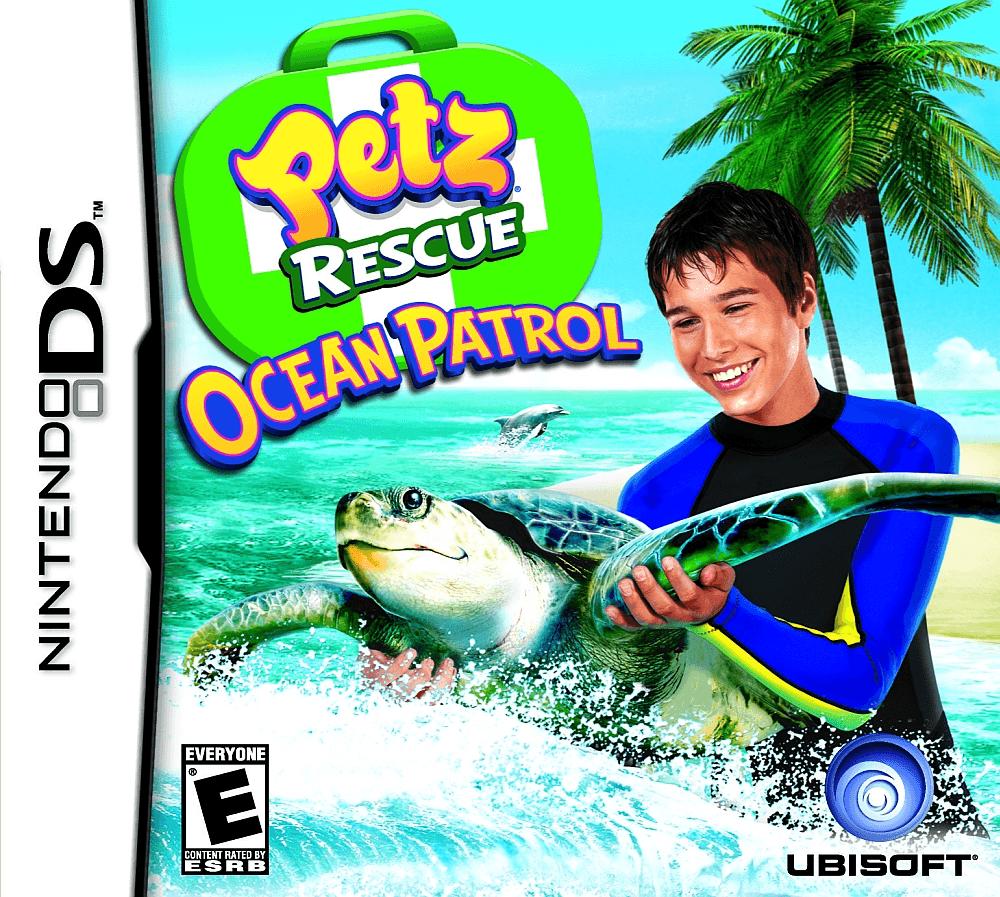 NINTENDO DS™
Petz®
RESCUE
OCEAN PATROL
EVERYONE
E®
CONTENT RATED BY
ESRB
UBISOFT®